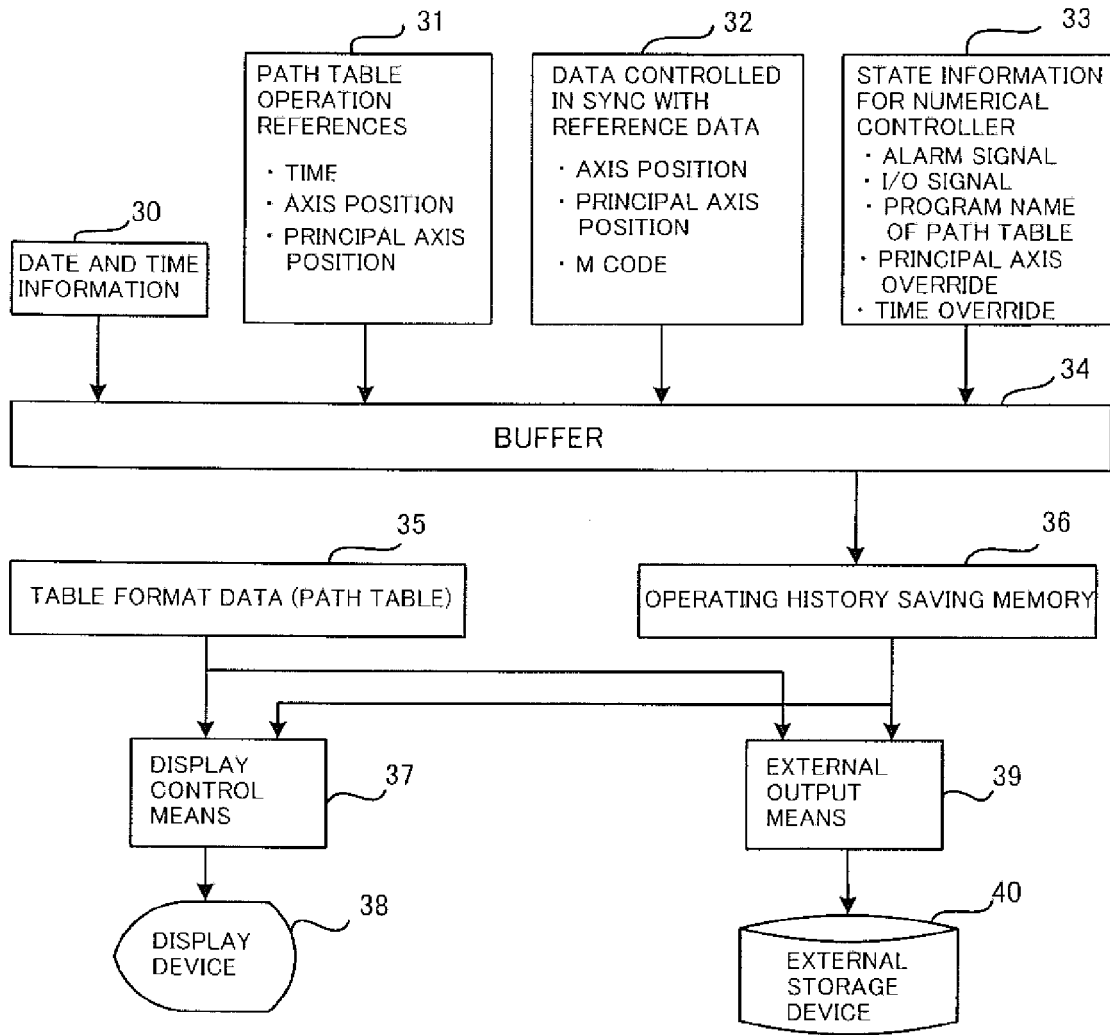 31
PATH TABLE
OPERATION
REFERENCES
・ TIME
・ AXIS POSITION
・ PRINCIPAL AXIS
POSITION
32
DATA CONTROLLED
IN SYNC WITH
REFERENCE DATA
・ AXIS POSITION
・ PRINCIPAL AXIS
POSITION
・ M CODE
33
STATE INFORMATION
FOR NUMERICAL
CONTROLLER
・ ALARM SIGNAL
・ I/O SIGNAL
・ PROGRAM NAME
OF PATH TABLE
・ PRINCIPAL AXIS
OVERRIDE
・ TIME OVERRIDE
30
DATE AND TIME
INFORMATION
34
BUFFER
35
TABLE FORMAT DATA (PATH TABLE)
36
OPERATING HISTORY SAVING MEMORY
DISPLAY
CONTROL
MEANS
37
EXTERNAL
OUTPUT
MEANS
39
38
DISPLAY
DEVICE
40
EXTERNAL
STORAGE
DEVICE